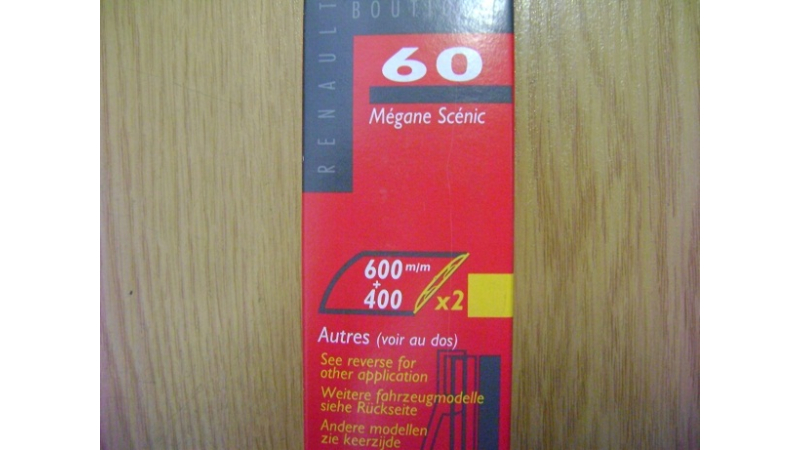 RENAULT
60
Mégane Scénic
600 m/m
+
400
x2
Autres (voir au dos)
See reverse for
other application
Weitere fahrzeugmodelle
siehe Rückseite
Andere modellen
zie keerzijde